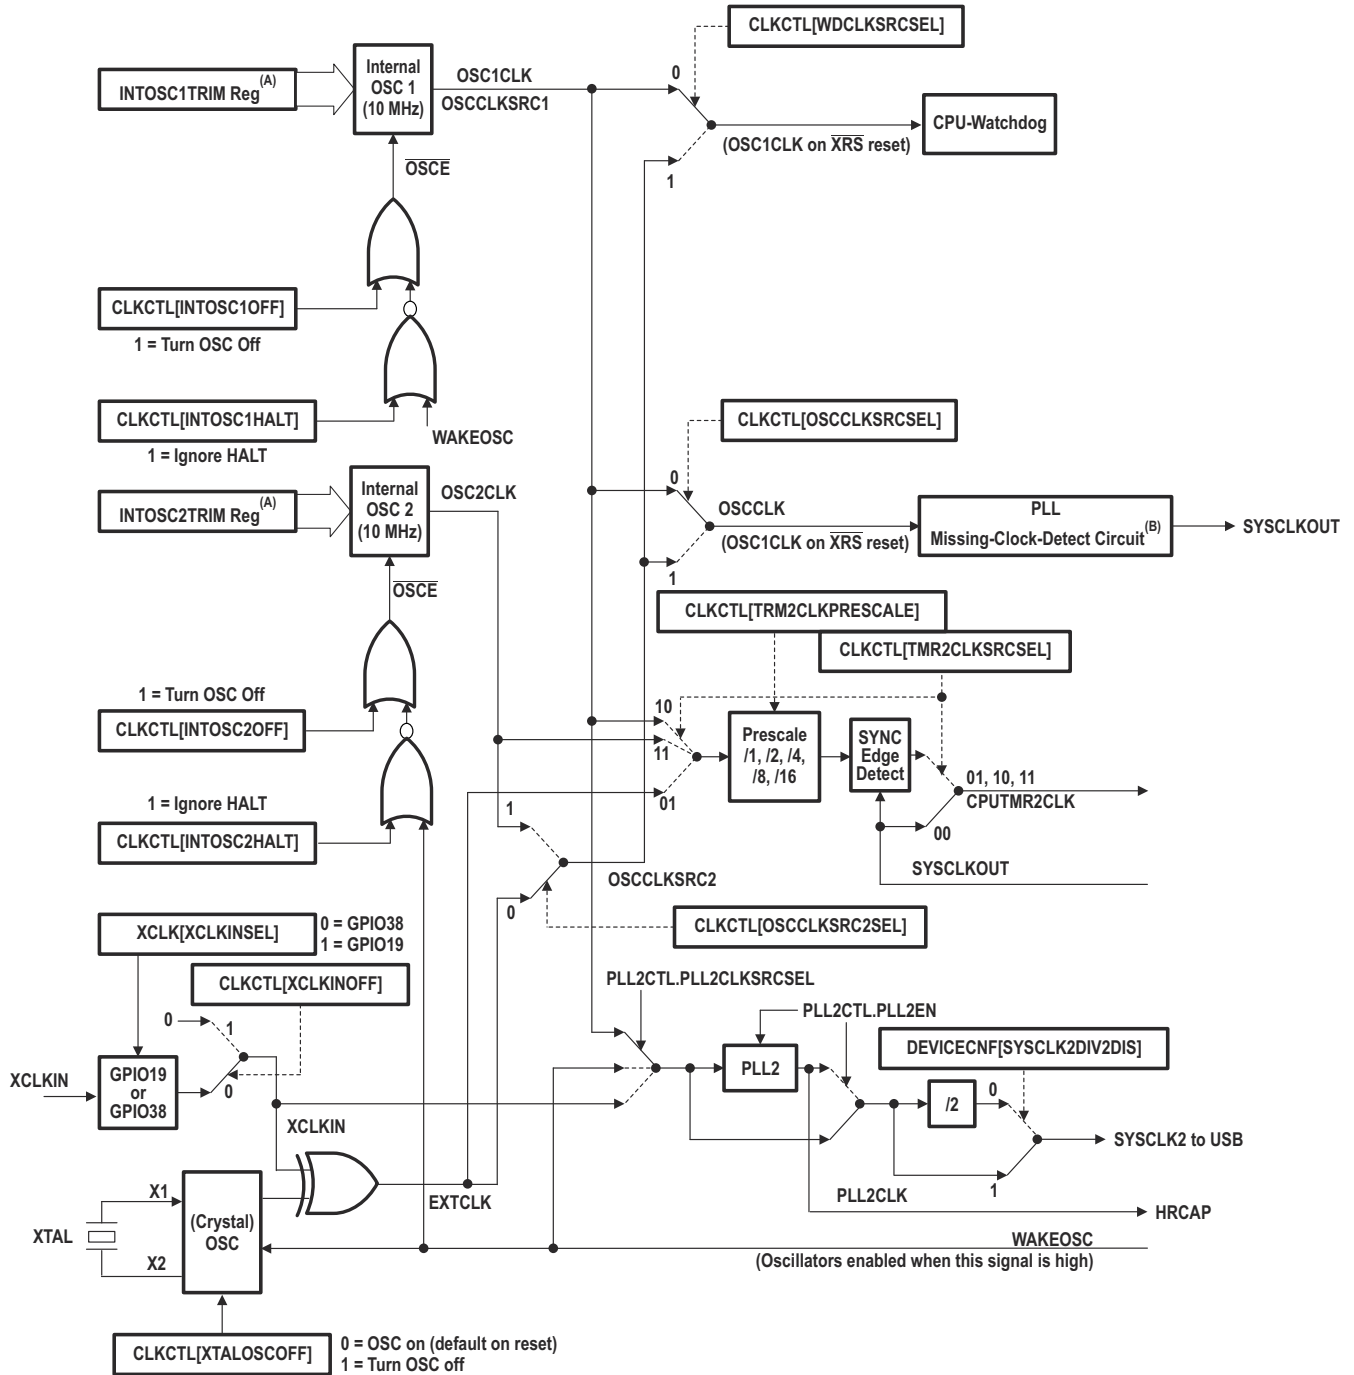 CLKCTL[WDCLKSRCSEL]
INTOSC1TRIM Reg(A)
Internal
OSC 1
(10 MHz)
OSC1CLK
OSCCLKSRC1
0
CPU-Watchdog
(OSC1CLK on XRS reset)
1
OSCE
CLKCTL[INTOSC1OFF]
1 = Turn OSC Off
CLKCTL[INTOSC1HALT]
1 = Ignore HALT
WAKEOSC
CLKCTL[OSCCLKSRCSEL]
INTOSC2TRIM Reg(A)
Internal
OSC 2
(10 MHz)
OSC2CLK
0
OSCCLK
(OSC1CLK on XRS reset)
1
PLL
Missing-Clock-Detect Circuit(B)
SYSCLKOUT
OSCE
CLKCTL[TRM2CLKPRESCALE]
CLKCTL[TMR2CLKSRCSEL]
1 = Turn OSC Off
CLKCTL[INTOSC2OFF]
10
11
01
Prescale
/1, /2, /4,
/8, /16
SYNC
Edge
Detect
01, 10, 11
CPUTMR2CLK
00
SYSCLKOUT
1 = Ignore HALT
CLKCTL[INTOSC2HALT]
1
0
OSCCLKSRC2
CLKCTL[OSCCLKSRC2SEL]
XCLK[XCLKINSEL]
0 = GPIO38
1 = GPIO19
CLKCTL[XCLKINOFF]
0
1
0
XCLKIN
GPIO19
or
GPIO38
XCLKIN
PLL2CTL.PLL2CLKSRCSEL
PLL2CTL.PLL2EN
PLL2
DEVICECNF[SYSCLK2DIV2DIS]
/2
0
1
SYSCLK2 to USB
PLL2CLK
HRCAP
EXTCLK
XTAL
X1
X2
(Crystal)
OSC
WAKEOSC
(Oscillators enabled when this signal is high)
CLKCTL[XTALOSCOFF]
0 = OSC on (default on reset)
1 = Turn OSC off